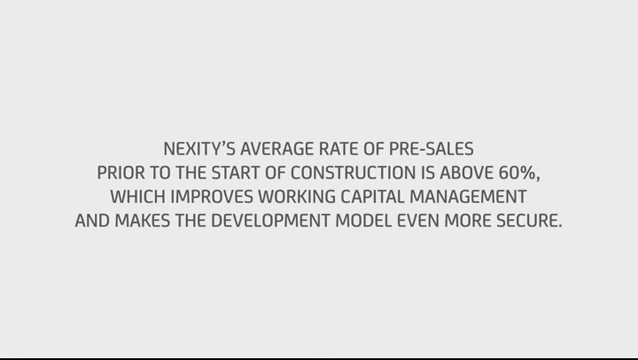 NEXITY'S AVERAGE RATE OF PRE-SALES
PRIOR TO THE START OF CONSTRUCTION IS ABOVE 60%,
WHICH IMPROVES WORKING CAPITAL MANAGEMENT
AND MAKES THE DEVELOPMENT MODEL EVEN MORE SECURE.